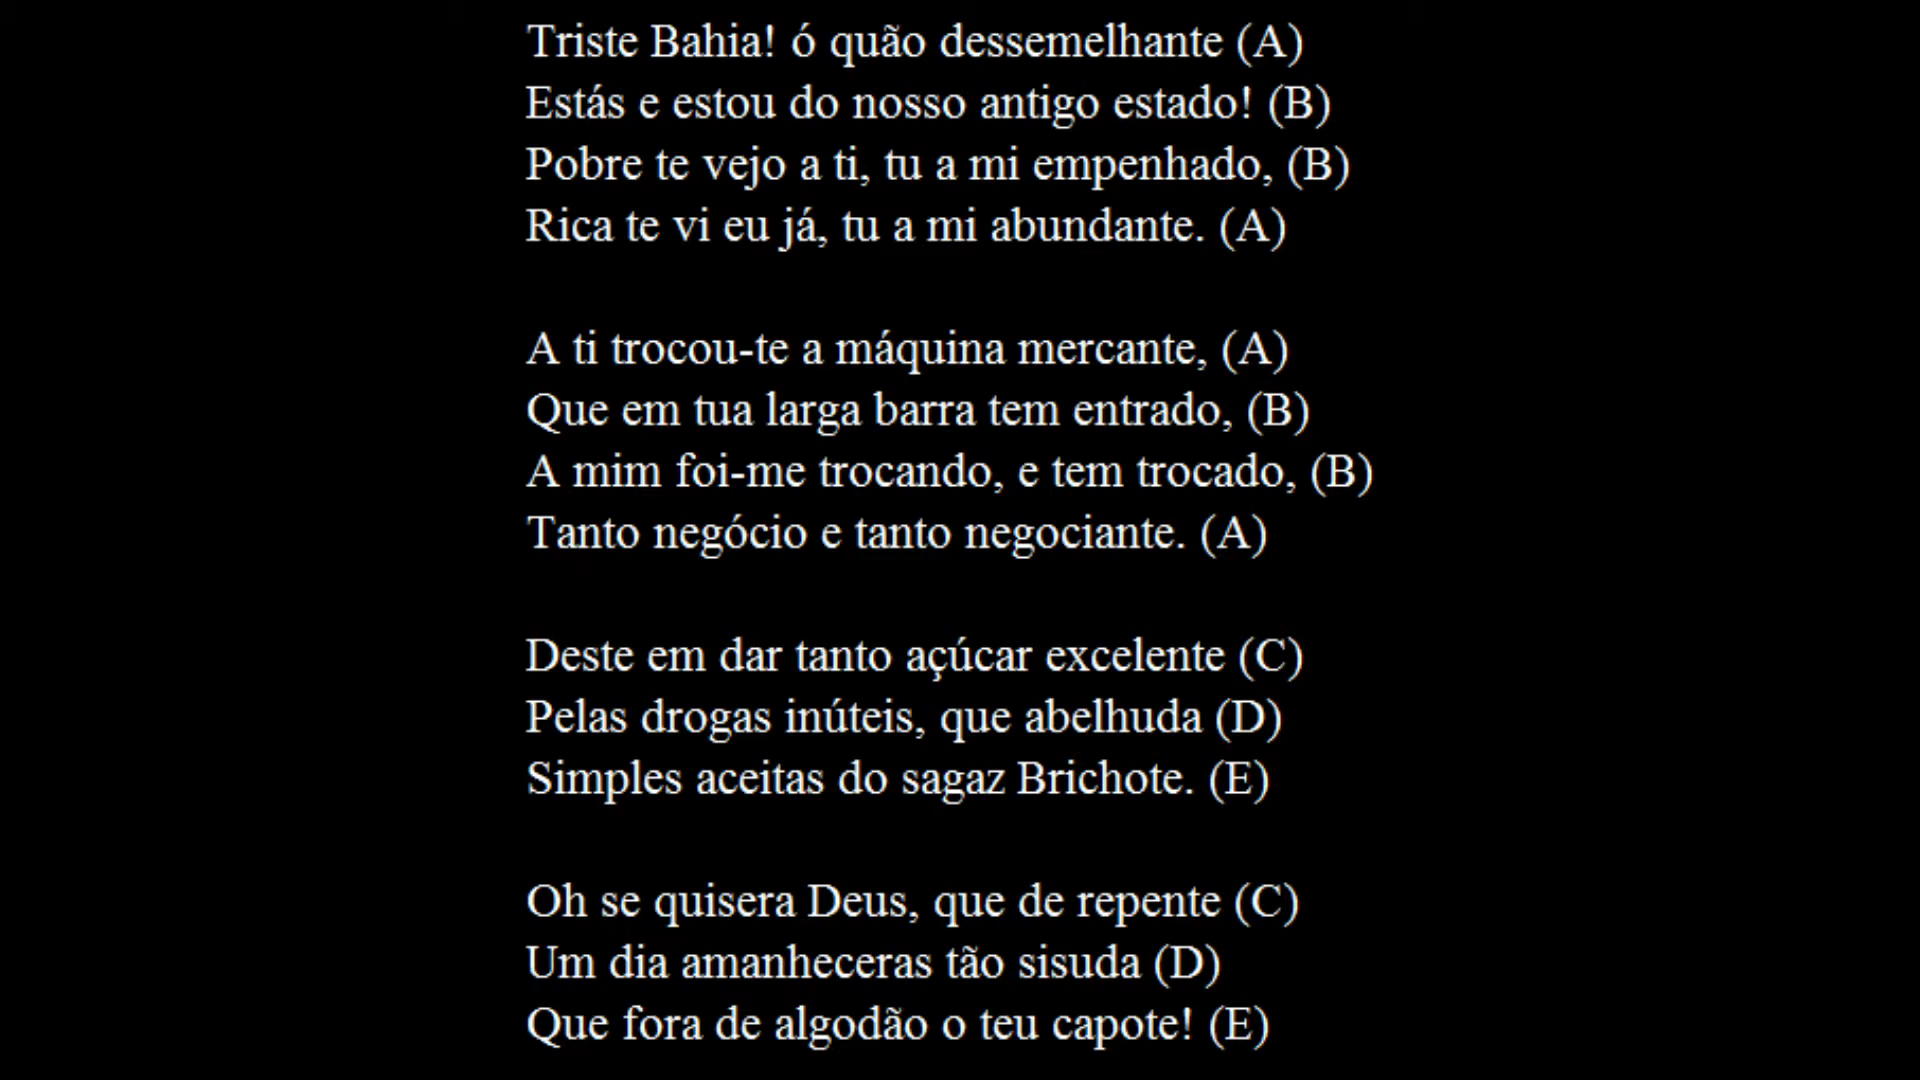 Triste Bahia! ó quão dessemelhante (A)
Estás e estou do nosso antigo estado! (B)
Pobre te vejo a ti, tu a mi empenhado, (B)
Rica te vi eu já, tu a mi abundante. (A)
A ti trocou-te a máquina mercante, (A)
Que em tua larga barra tem entrado, (B)
A mim foi-me trocando, e tem trocado, (B)
Tanto negócio e tanto negociante. (A)
Deste em dar tanto açúcar excelente (C)
Pelas drogas inúteis, que abelhuda (D)
Simples aceitas do sagaz Brichote. (E)
Oh se quisera Deus, que de repente (C)
Um dia amanheceras tão sisuda (D)
Que fora de algodão o teu capote! (E)